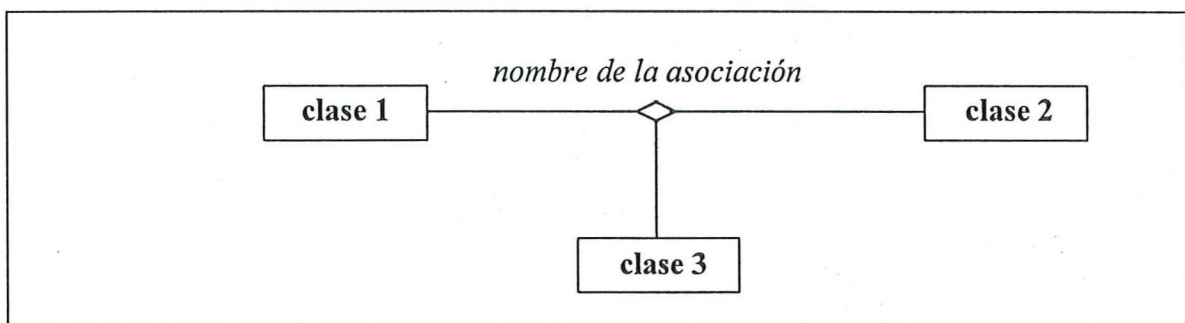 nombre de la asociación
clase 1
clase 2
clase 3